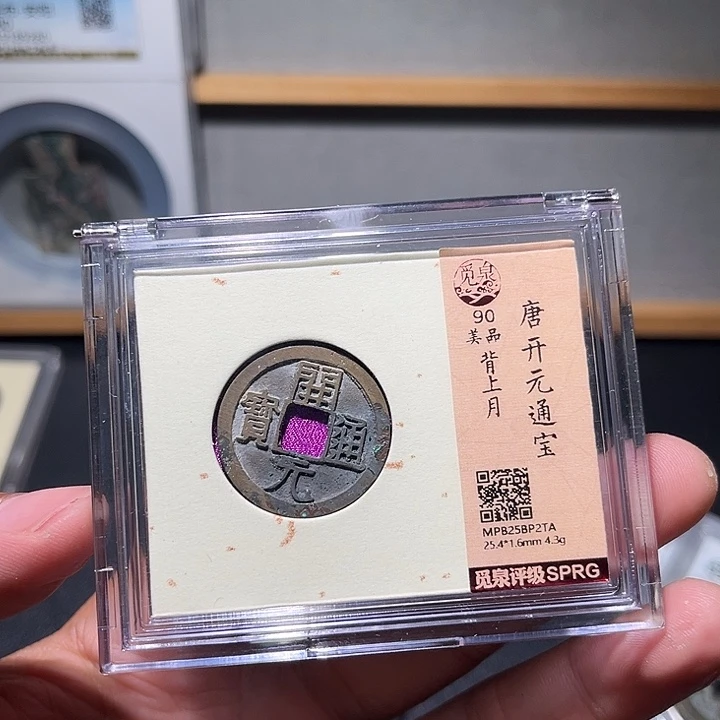 開
元
通
寶
觅泉
90
美品
背上月
唐开元通宝
MPB25BP2TA
25.4*1.6mm 4.3g
觅泉评级SPRG